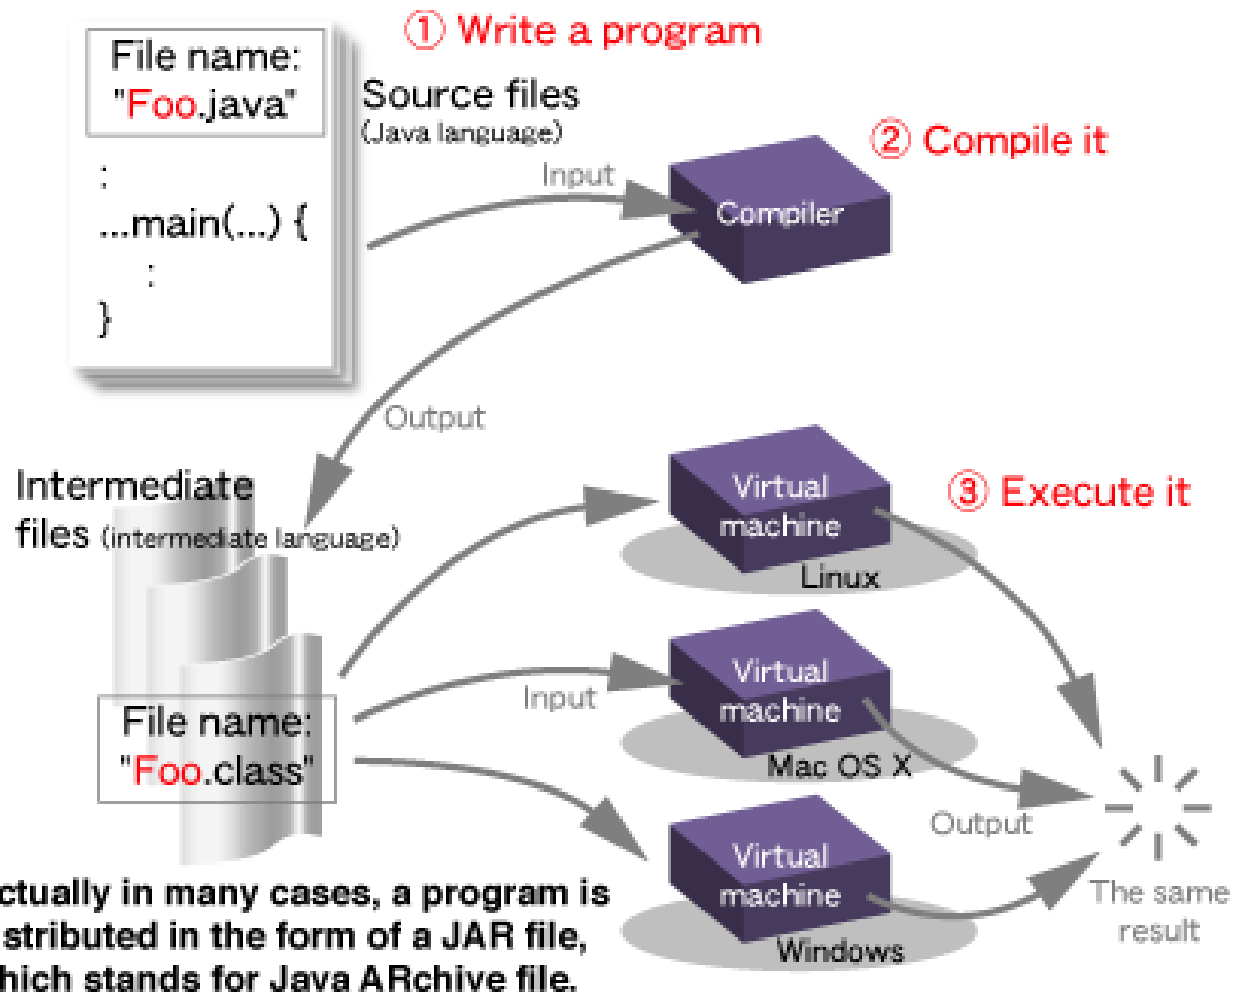 ① Write a program
File name:
"Foo.java"
Source files
(Java language)
:
...main(...) {
:
}
Input
② Compile it
Compiler
Output
Intermediate
files (intermediate language)
File name:
"Foo.class"
③ Execute it
Virtual
machine
Linux
Input
Virtual
machine
Mac OS X
Virtual
machine
Windows
Output
The same
result
ctually in many cases, a program is
stributed in the form of a JAR file,
hich stands for Java ARchive file.